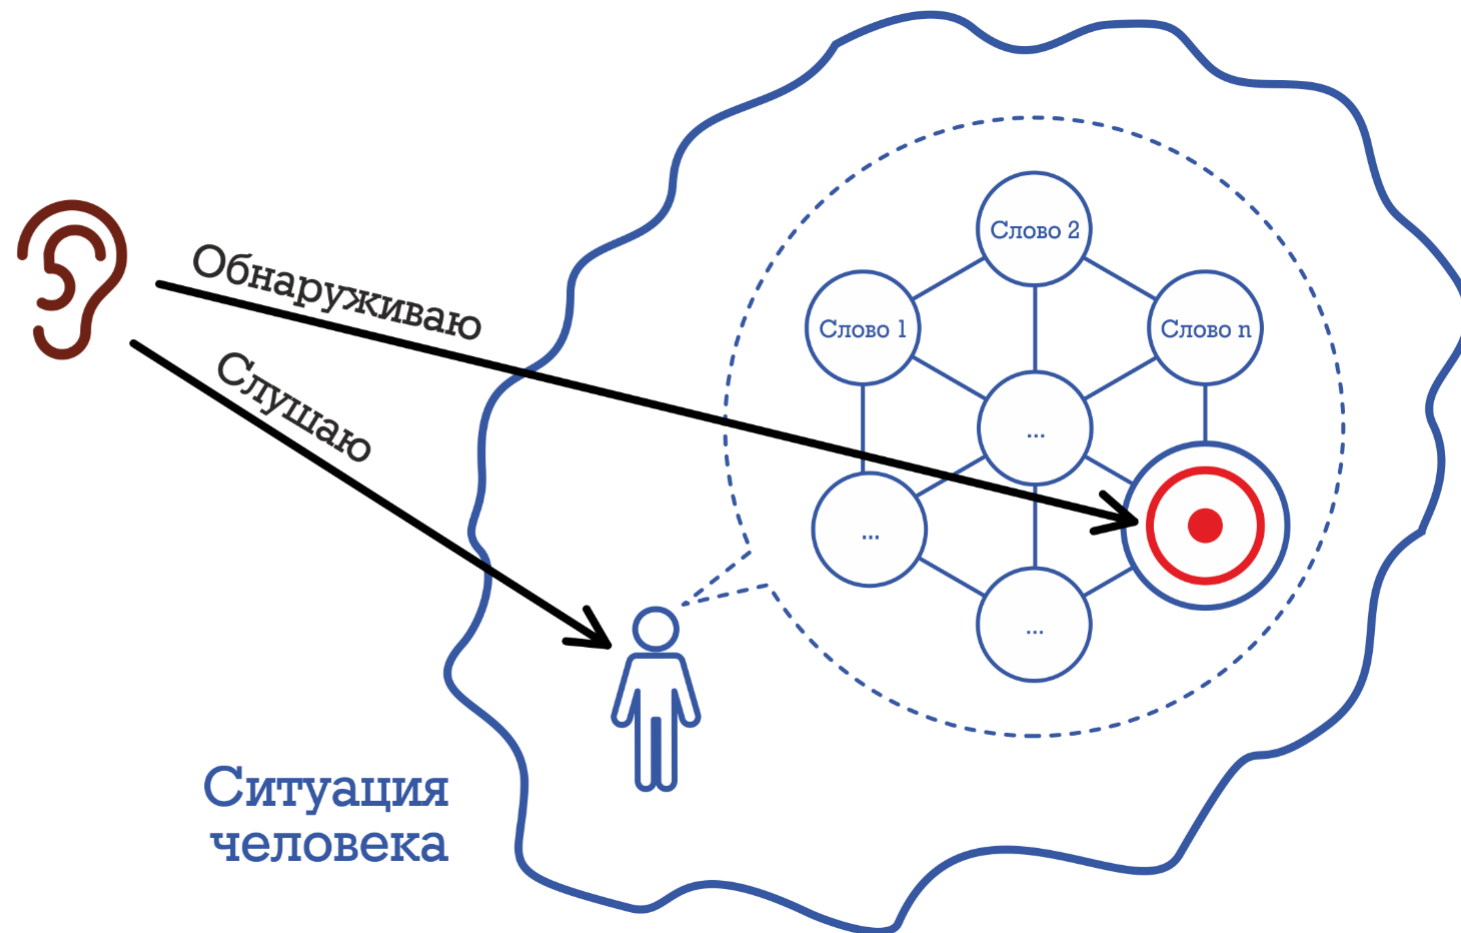 Обнаруживаю
Слушаю
Слово 2
Слово 1
Слово n
...
...
...
Ситуация
человека